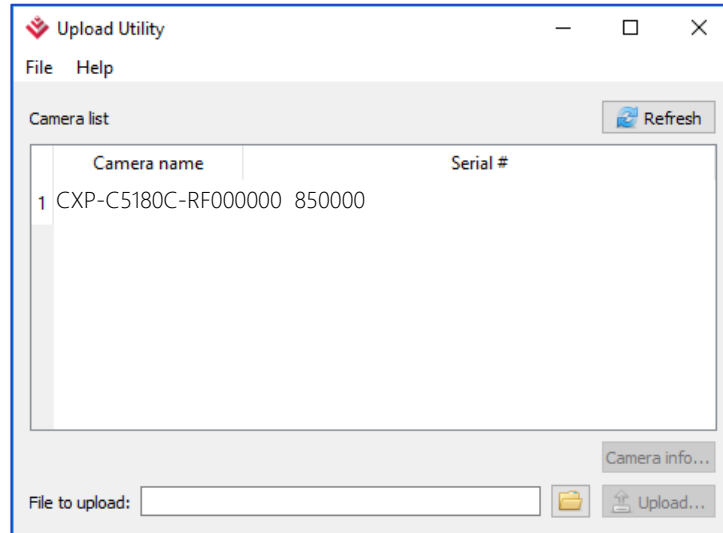 Upload Utility
File Help
Camera list Refresh
Camera name Serial #
1 CXP-C5180C-RF000000 850000
Camera info...
File to upload: Upload...